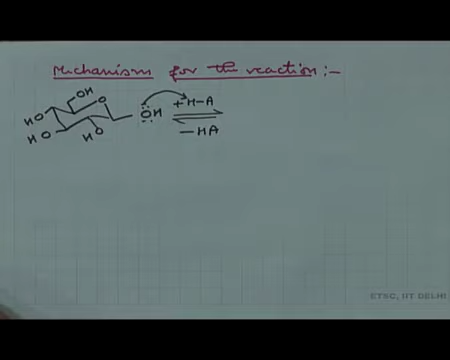 Mechanism for the reaction :-
OH
O
HO
HO
HO
ÖH
+H-A
-HA
ETSC, IIT DELHI